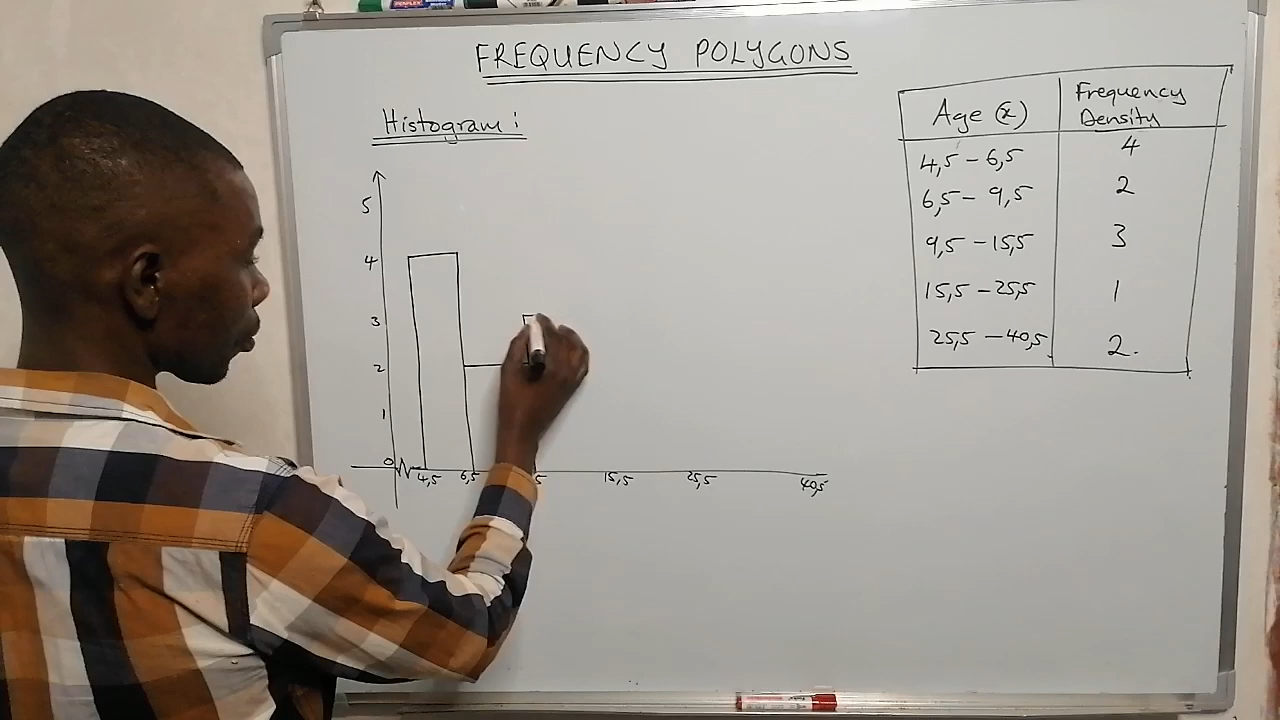 FREQUENCY POLYGONS
Histogram:
5
4
3
2
1
0
4,5 6,5 5 15,5 25,5 40,5
Age (x) Frequency Density
4,5 - 6,5 4
6,5 - 9,5 2
9,5 - 15,5 3
15,5 - 25,5 1
25,5 - 40,5 2.